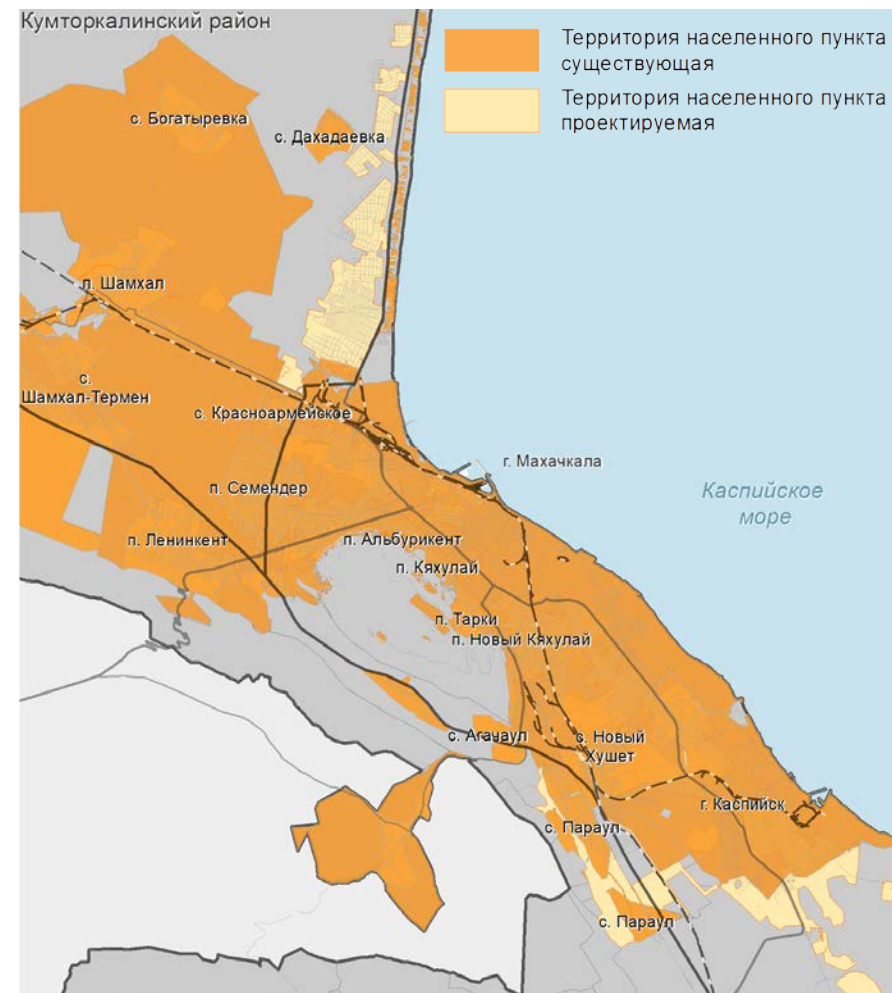 Кумторкалинский район
Территория населенного пункта
существующая
Территория населенного пункта
проектируемая
с. Богатыревка
с. Дахадаевка
п. Шамхал
с.
Шамхал-Термен
с. Красноармейское
г. Махачкала
п. Семендер
Каспийское
море
п. Ленинкент
п. Альбурикент
п. Кяхулай
п. Тарки
п. Новый Кяхулай
с. Агачаул
с. Новый
Хушет
г. Каспийск
с. Параул
с. Параул